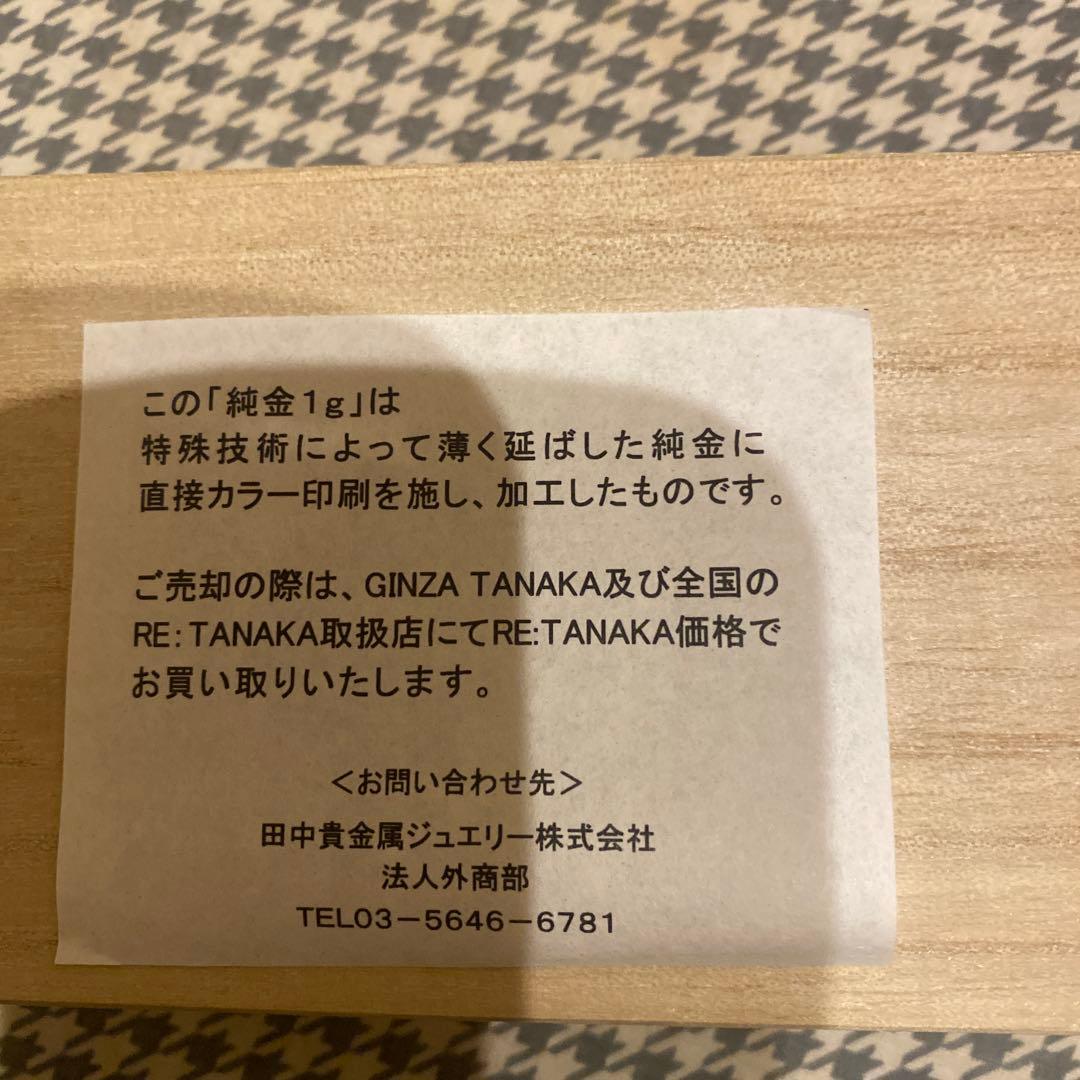 この「純金１ｇ」は
特殊技術によって薄く延ばした純金に
直接カラー印刷を施し、加工したものです。
ご売却の際は、GINZA TANAKA及び全国の
RE：TANAKA取扱店にてRE:TANAKA価格で
お買い取りいたします。
＜お問い合わせ先＞
田中貴金属ジュエリー株式会社
法人外商部
TEL０３－５６４６－６７８１